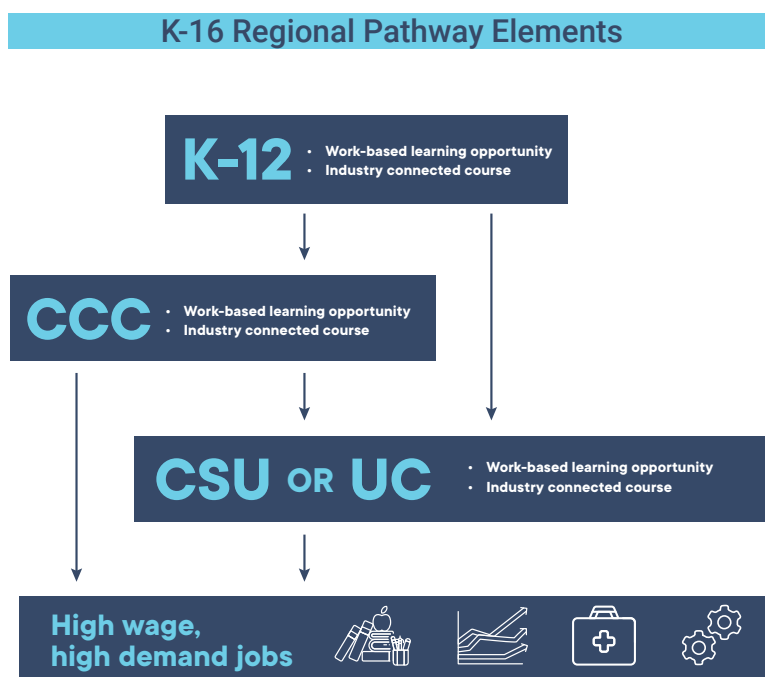 K-16 Regional Pathway Elements
K-12
• Work-based learning opportunity
• Industry connected course
CCC
• Work-based learning opportunity
• Industry connected course
CSU OR UC
• Work-based learning opportunity
• Industry connected course
High wage,
high demand jobs